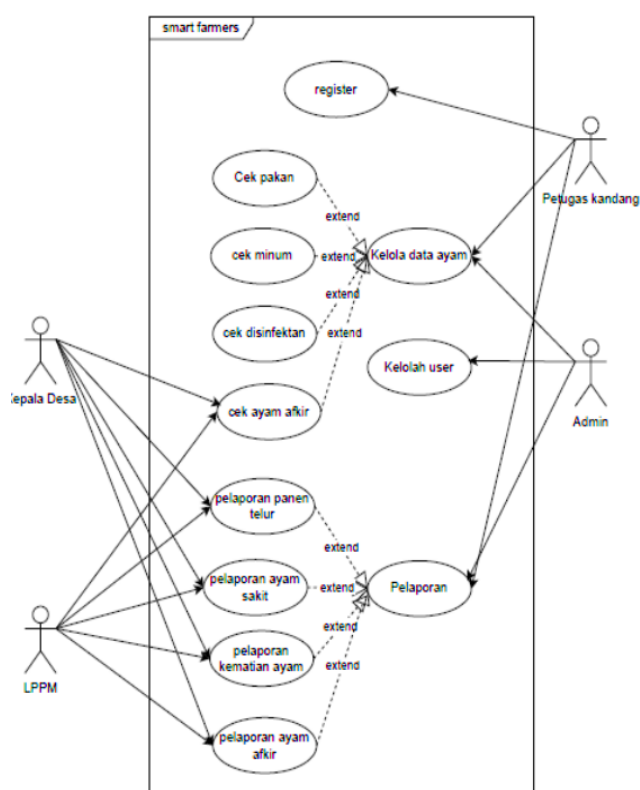 smart farmers
register
Petugas kandang
Cek pakan
extend
cek minum
extend
Kelola data ayam
extend
cek disinfektan
extend
Kelolah user
Kepala Desa
cek ayam afkir
Admin
pelaporan panen
telur
extend
pelaporan ayam
sakit
extend
Pelaporan
extend
pelaporan
kematian ayam
extend
LPPM
pelaporan ayam
afkir